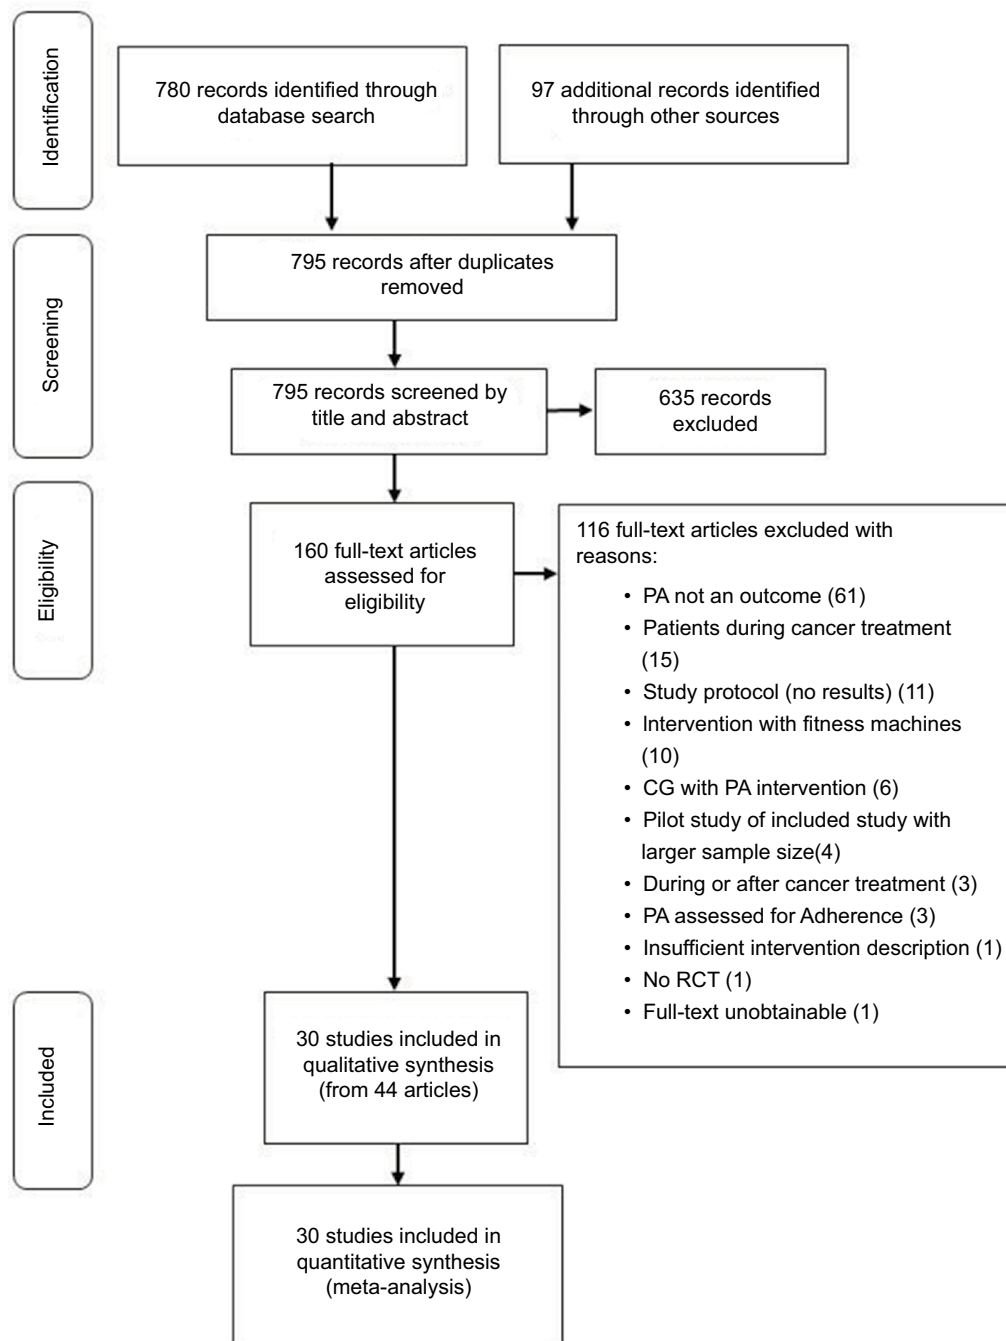 Identification
780 records identified through
database search
97 additional records identified
through other sources
Screening
795 records after duplicates
removed
795 records screened by
title and abstract
635 records
excluded
Eligibility
160 full-text articles
assessed for
eligibility
116 full-text articles excluded with
reasons:
• PA not an outcome (61)
• Patients during cancer treatment
(15)
• Study protocol (no results) (11)
• Intervention with fitness machines
(10)
• CG with PA intervention (6)
• Pilot study of included study with
larger sample size(4)
• During or after cancer treatment (3)
• PA assessed for Adherence (3)
• Insufficient intervention description (1)
• No RCT (1)
• Full-text unobtainable (1)
Included
30 studies included in
qualitative synthesis
(from 44 articles)
30 studies included in
quantitative synthesis
(meta-analysis)